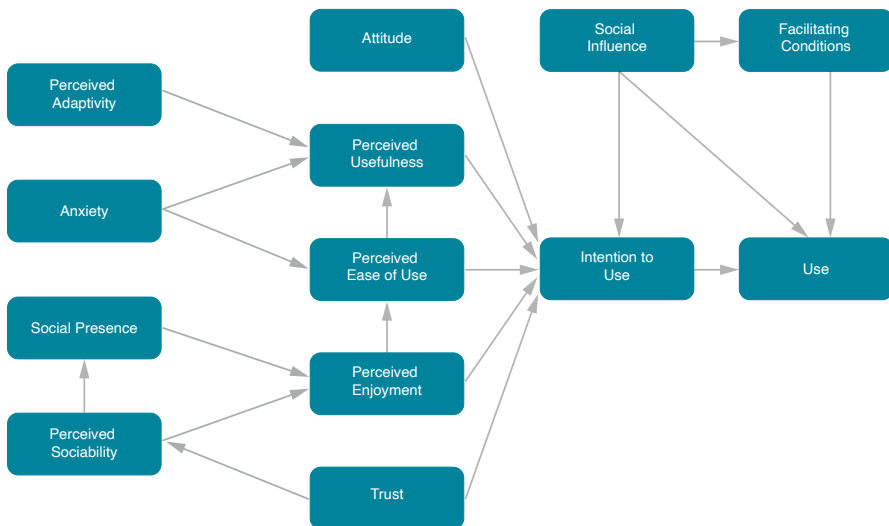 Attitude
Social
Influence
Facilitating
Conditions
Perceived
Adaptivity
Perceived
Usefulness
Anxiety
Perceived
Ease of Use
Intention to
Use
Use
Social Presence
Perceived
Enjoyment
Perceived
Sociability
Trust